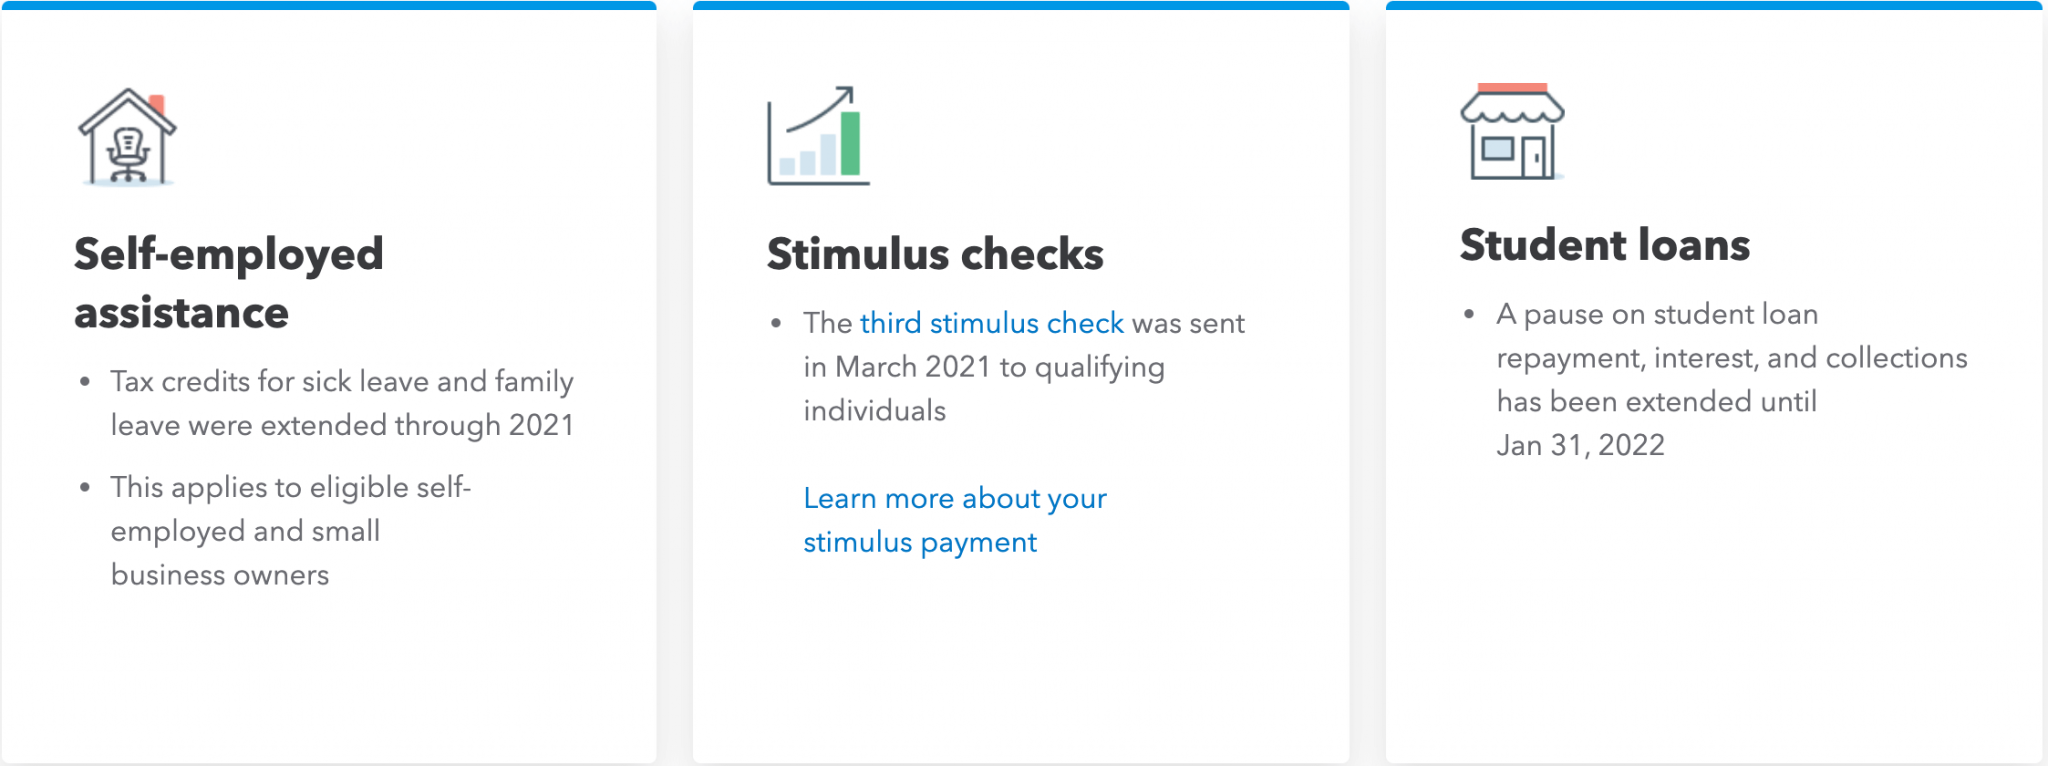 Self-employed
assistance
• Tax credits for sick leave and family
leave were extended through 2021
• This applies to eligible self-
employed and small
business owners
Stimulus checks
• The third stimulus check was sent
in March 2021 to qualifying
individuals
Learn more about your
stimulus payment
Student loans
• A pause on student loan
repayment, interest, and collections
has been extended until
Jan 31, 2022